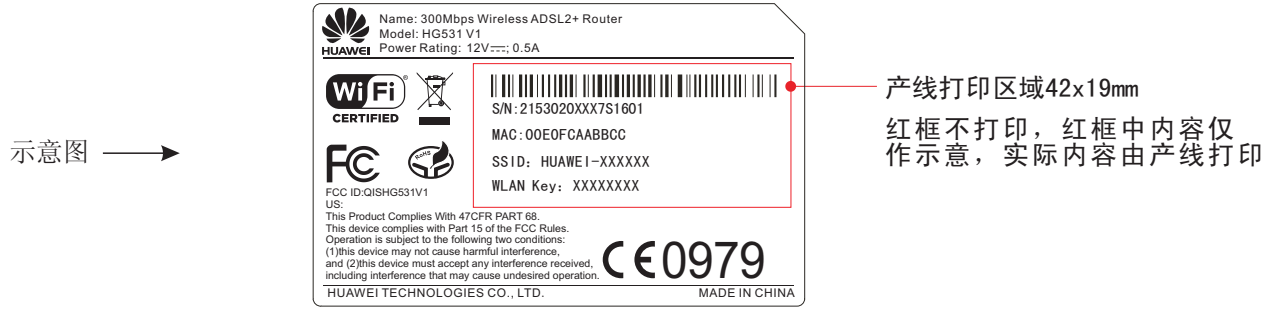 Name: 300Mbps Wireless ADSL2+ Router
Model: HG531 V1
HUAWEI
Power Rating: 12V⎓; 0.5A
Wi Fi
®
CERTIFIED
S/N:2153020XXX7S1601
MAC:00E0FCAABBCC
SSID: HUAWEI-XXXXXX
WLAN Key: XXXXXXXX
产线打印区域42x19mm
红框不打印，红框中内容仅
作示意，实际内容由产线打印
示意图
FC
RoHS
FCC ID:QISHG531V1
US:
This Product Complies With 47CFR PART 68.
This device complies with Part 15 of the FCC Rules.
Operation is subject to the following two conditions:
(1)this device may not cause harmful interference,
and (2)this device must accept any interference received,
including interference that may cause undesired operation.
CE0979
HUAWEI TECHNOLOGIES CO., LTD.
MADE IN CHINA